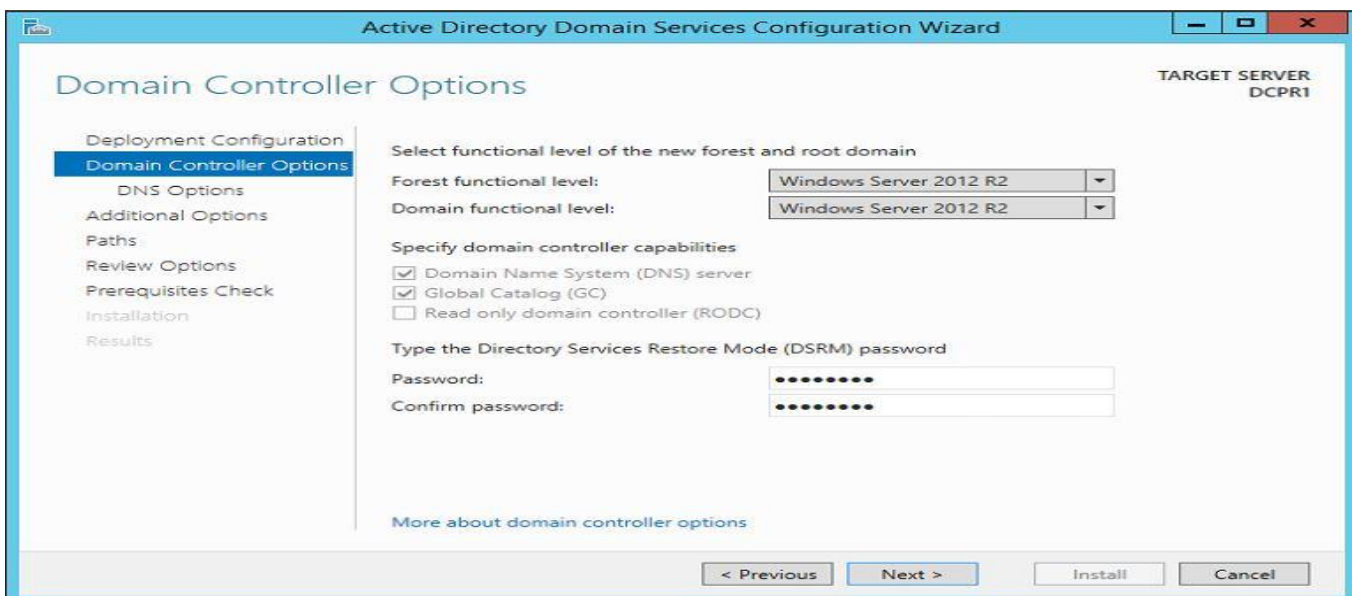 Active Directory Domain Services Configuration Wizard
Domain Controller Options
TARGET SERVER
DCPR1
Deployment Configuration
Domain Controller Options
DNS Options
Additional Options
Paths
Review Options
Prerequisites Check
Installation
Results
Select functional level of the new forest and root domain
Forest functional level: Windows Server 2012 R2
Domain functional level: Windows Server 2012 R2
Specify domain controller capabilities
Domain Name System (DNS) server
Global Catalog (GC)
Read only domain controller (RODC)
Type the Directory Services Restore Mode (DSRM) password
Password: ••••••••
Confirm password: ••••••••
More about domain controller options
< Previous Next > Install Cancel